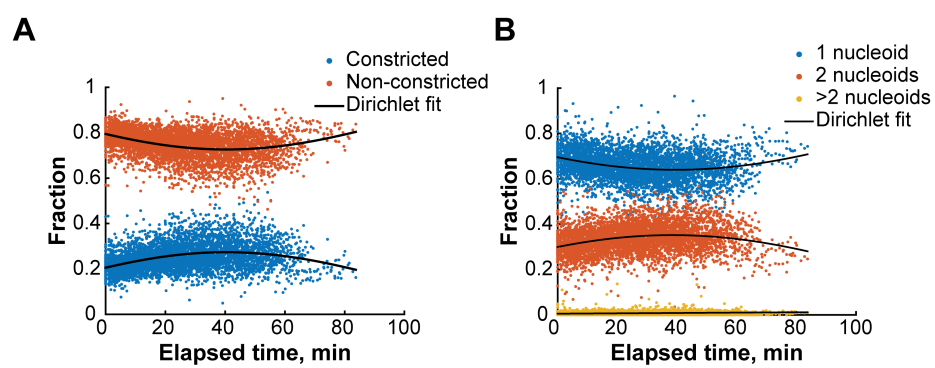 A
Constricted
Non-constricted
Dirichlet fit
1
0.8
0.6
0.4
0.2
0
0 20 40 60 80 100
Fraction
Elapsed time, min
B
1 nucleoid
2 nucleoids
>2 nucleoids
Dirichlet fit
1
0.8
0.6
0.4
0.2
0
0 20 40 60 80 100
Fraction
Elapsed time, min